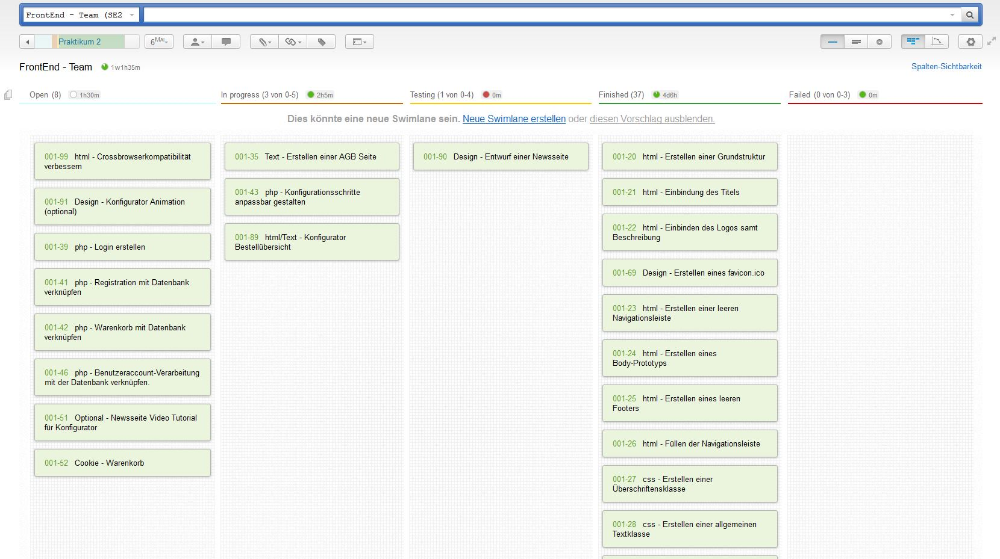 FrontEnd - Team (SE2
Praktikum 2
6 MAI
FrontEnd - Team 1w1h35m
Spalten-Sichtbarkeit
Open (8) 1h30m
In progress (3 von 0-5) 2h5m
Testing (1 von 0-4) 0m
Finished (37) 4d6h
Failed (0 von 0-3) 0m
Dies könnte eine neue Swimlane sein. Neue Swimlane erstellen oder diesen Vorschlag ausblenden.
001-99 html - Crossbrowserkompatibilität
verbessern
001-91 Design - Konfigurator Animation
(optional)
001-39 php - Login erstellen
001-41 php - Registration mit Datenbank
verknüpfen
001-42 php - Warenkorb mit Datenbank
verknüpfen
001-46 php - Benutzeraccount-Verarbeitung
mit der Datenbank verknüpfen.
001-51 Optional - Newsseite Video Tutorial
für Konfigurator
001-52 Cookie - Warenkorb
001-35 Text - Erstellen einer AGB Seite
001-43 php - Konfigurationsschritte
anpassbar gestalten
001-89 html/Text - Konfigurator
Bestellübersicht
001-90 Design - Entwurf einer Newsseite
001-20 html - Erstellen einer Grundstruktur
001-21 html - Einbindung des Titels
001-22 html - Einbinden des Logos samt
Beschreibung
001-69 Design - Erstellen eines favicon.ico
001-23 html - Erstellen einer leeren
Navigationsleiste
001-24 html - Erstellen eines
Body-Prototyps
001-25 html - Erstellen eines leeren
Footers
001-26 html - Füllen der Navigationsleiste
001-27 css - Erstellen einer
Überschriftensklasse
001-28 css - Erstellen einer allgemeinen
Textklasse